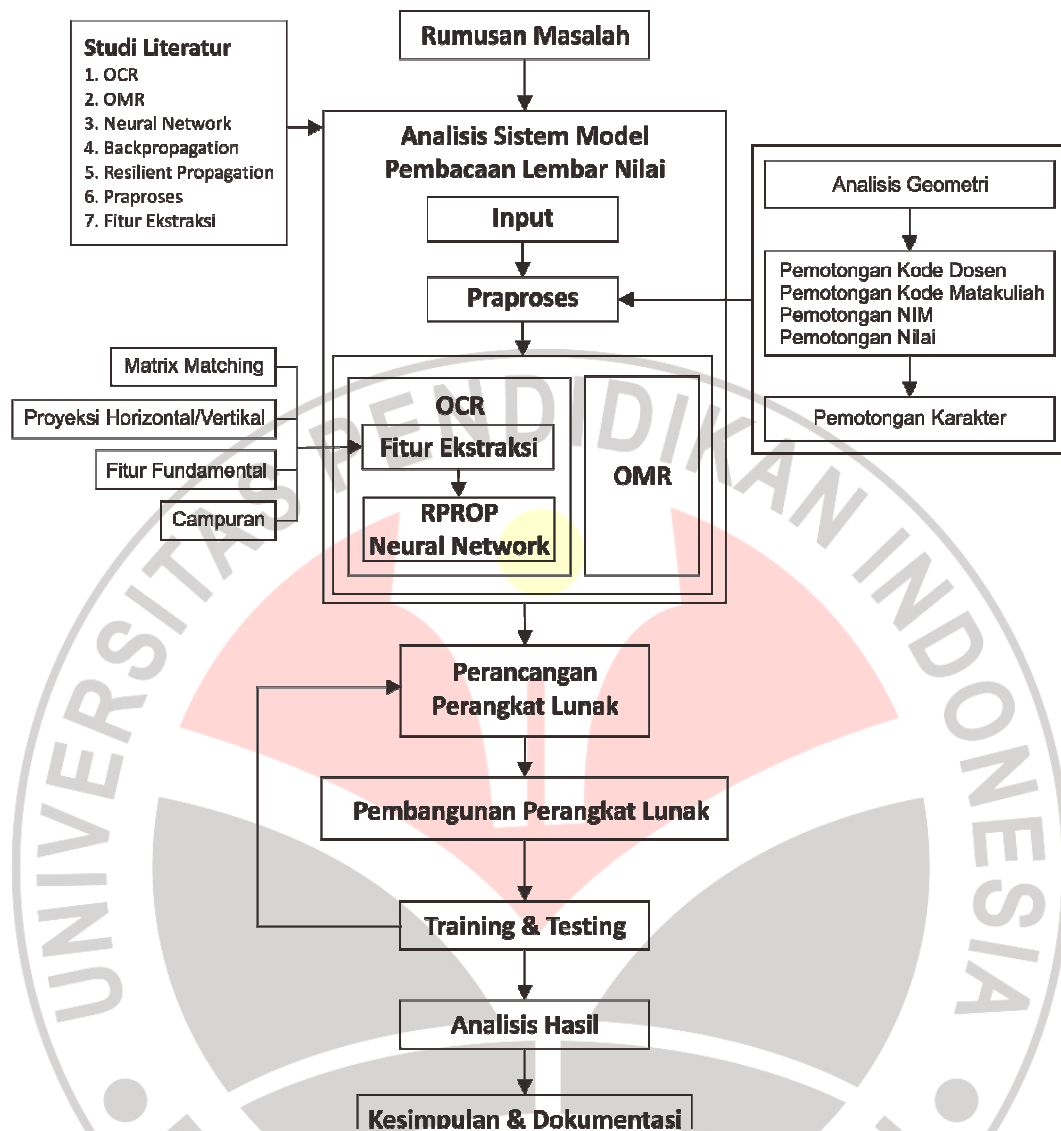 Rumusan Masalah
Studi Literatur
1. OCR
2. OMR
3. Neural Network
4. Backpropagation
5. Resilient Propagation
6. Praproses
7. Fitur Ekstraksi
Analisis Sistem Model
Pembacaan Lembar Nilai
Input
Praproses
Analisis Geometri
Pemotongan Kode Dosen
Pemotongan Kode Matakuliah
Pemotongan NIM
Pemotongan Nilai
Pemotongan Karakter
Matrix Matching
Proyeksi Horizontal/Vertikal
Fitur Fundamental
Campuran
OCR
Fitur Ekstraksi
RPROP
Neural Network
OMR
Perancangan
Perangkat Lunak
Pembangunan Perangkat Lunak
Training & Testing
Analisis Hasil
Kesimpulan & Dokumentasi
UNIVERSITAS PENDIDIKAN INDONESIA